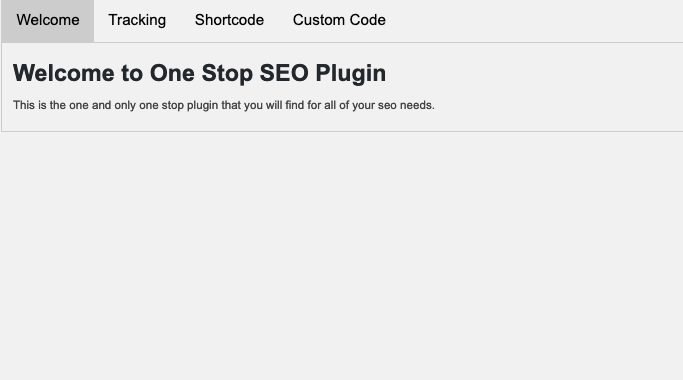 Welcome Tracking Shortcode Custom Code
Welcome to One Stop SEO Plugin
This is the one and only one stop plugin that you will find for all of your seo needs.